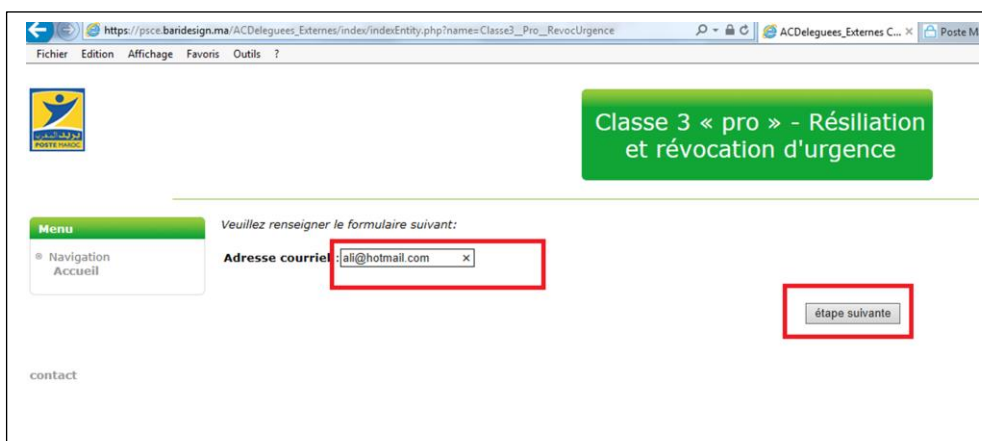 https://psce.baridesign.ma/ACDeleguees_Externes/index/indexEntity.php?name=Classe3__Pro__RevocUrgence
ACDeleguees_Externes C... ×
Poste M
Fichier Edition Affichage Favoris Outils ?
بريد المغرب
POSTE MAROC
Classe 3 « pro » - Résiliation
et révocation d'urgence
Menu
Navigation
Accueil
Veuillez renseigner le formulaire suivant:
Adresse courriel : ali@hotmail.com ×
étape suivante
contact